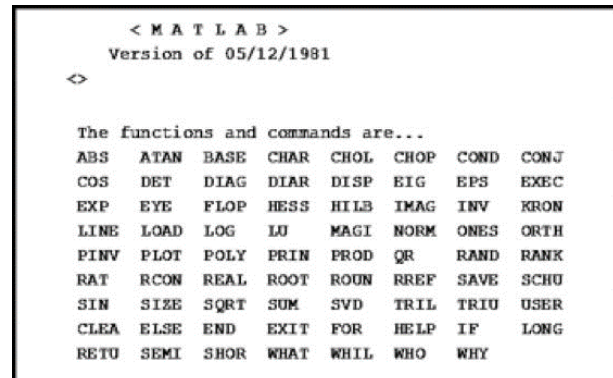 < M A T L A B >
Version of 05/12/1981
<>
The functions and commands are...
ABS ATAN BASE CHAR CHOL CHOP COND CONJ
COS DET DIAG DIAR DISP EIG EPS EXEC
EXP EYE FLOP HESS HILB IMAG INV KRON
LINE LOAD LOG LU MAGI NORM ONES ORTH
PINV PLOT POLY PRIN PROD QR RAND RANK
RAT RCON REAL ROOT ROUN RREF SAVE SCHU
SIN SIZE SQRT SUM SVD TRIL TRIU USER
CLEA ELSE END EXIT FOR HELP IF LONG
RETU SEMI SHOR WHAT WHIL WHO WHY